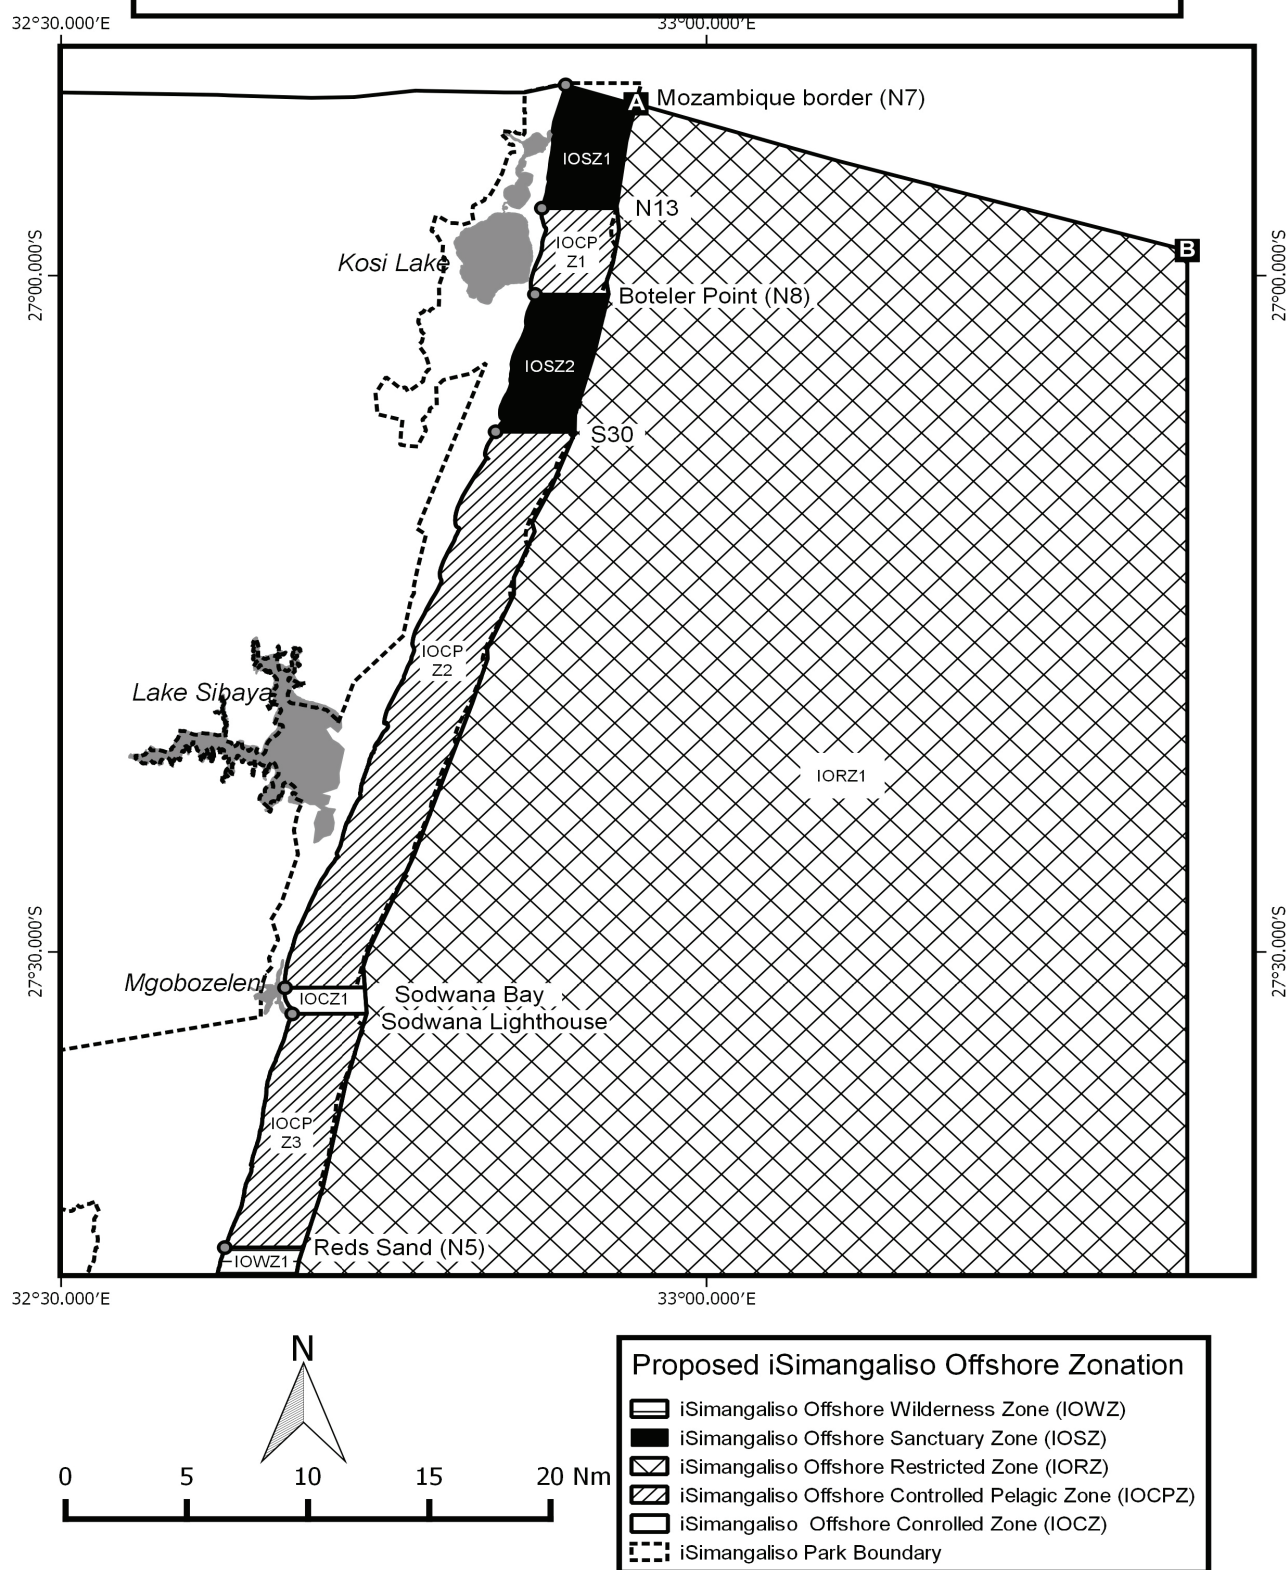 32°30.000'E
33°00.000'E
A
Mozambique border (N7)
IOSZ1
N13
B
IOCP
Z1
Kosi Lake
27°00.000'S
27°00.000'S
Boteler Point (N8)
IOSZ2
S30
IOCP
Z2
Lake Sibaya
IORZ1
27°30.000'S
27°30.000'S
Mgobozeleni
IOCZ1
Sodwana Bay
Sodwana Lighthouse
IOCP
Z3
Reds Sand (N5)
IOWZ1
32°30.000'E
33°00.000'E
N
0 5 10 15 20 Nm
Proposed iSimangaliso Offshore Zonation
iSimangaliso Offshore Wilderness Zone (IOWZ)
iSimangaliso Offshore Sanctuary Zone (IOSZ)
iSimangaliso Offshore Restricted Zone (IORZ)
iSimangaliso Offshore Controlled Pelagic Zone (IOCPZ)
iSimangaliso Offshore Conrolled Zone (IOCZ)
iSimangaliso Park Boundary